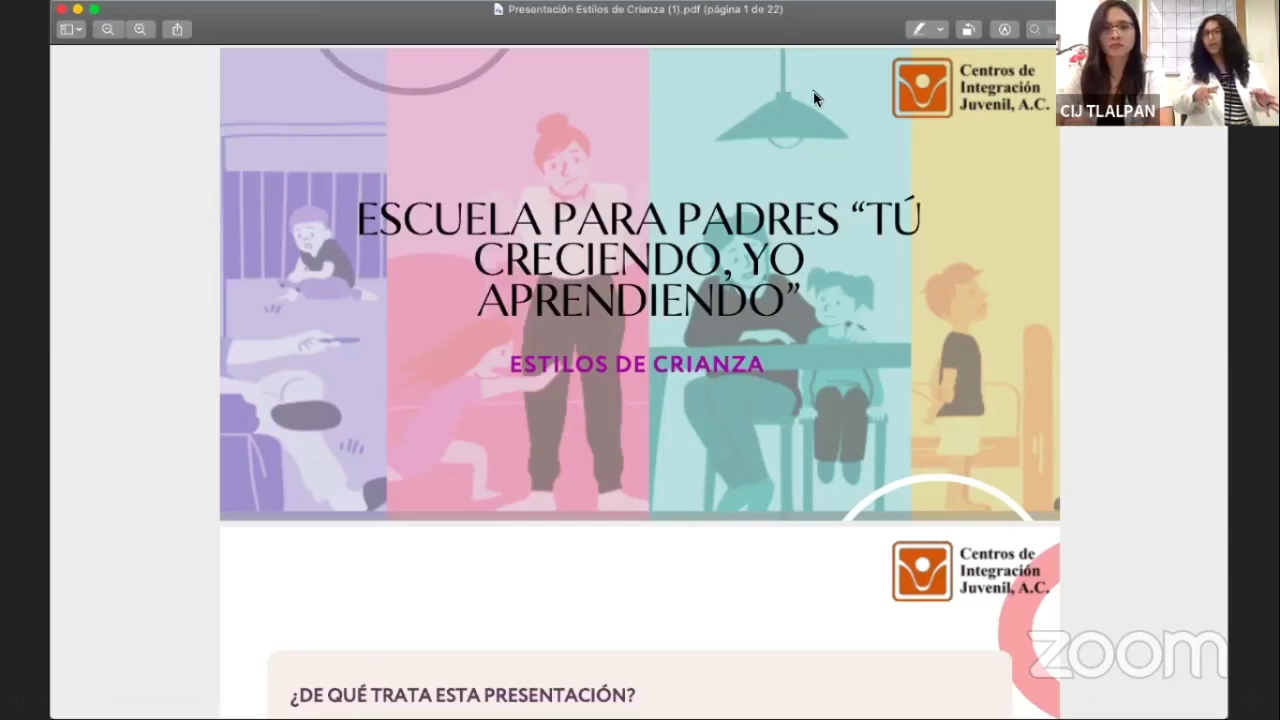 Presentación Estilos de Crianza (1).pdf (página 1 de 22)
Centros de
Integración
Juvenil, A.C.
CIJ TLALPAN
ESCUELA PARA PADRES “TÚ
CRECIENDO, YO
APRENDIENDO”
ESTILOS DE CRIANZA
Centros de
Integración
Juvenil, A.C.
zoom
¿DE QUÉ TRATA ESTA PRESENTACIÓN?